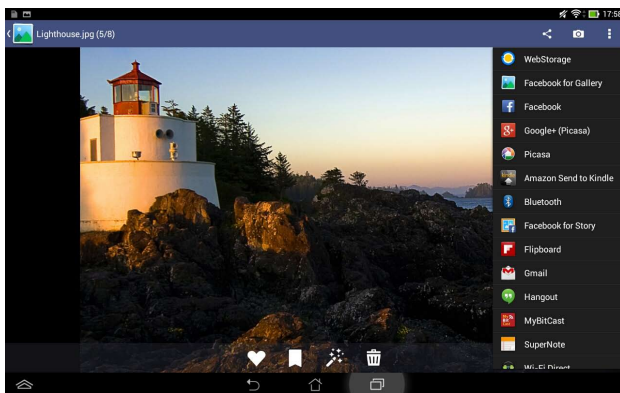 17:58
Lighthouse.jpg (5/8)
WebStorage
Facebook for Gallery
Facebook
Google+ (Picasa)
Picasa
Amazon Send to Kindle
Bluetooth
Facebook for Story
Flipboard
Gmail
Hangout
MyBitCast
SuperNote
Wi-Fi Direct